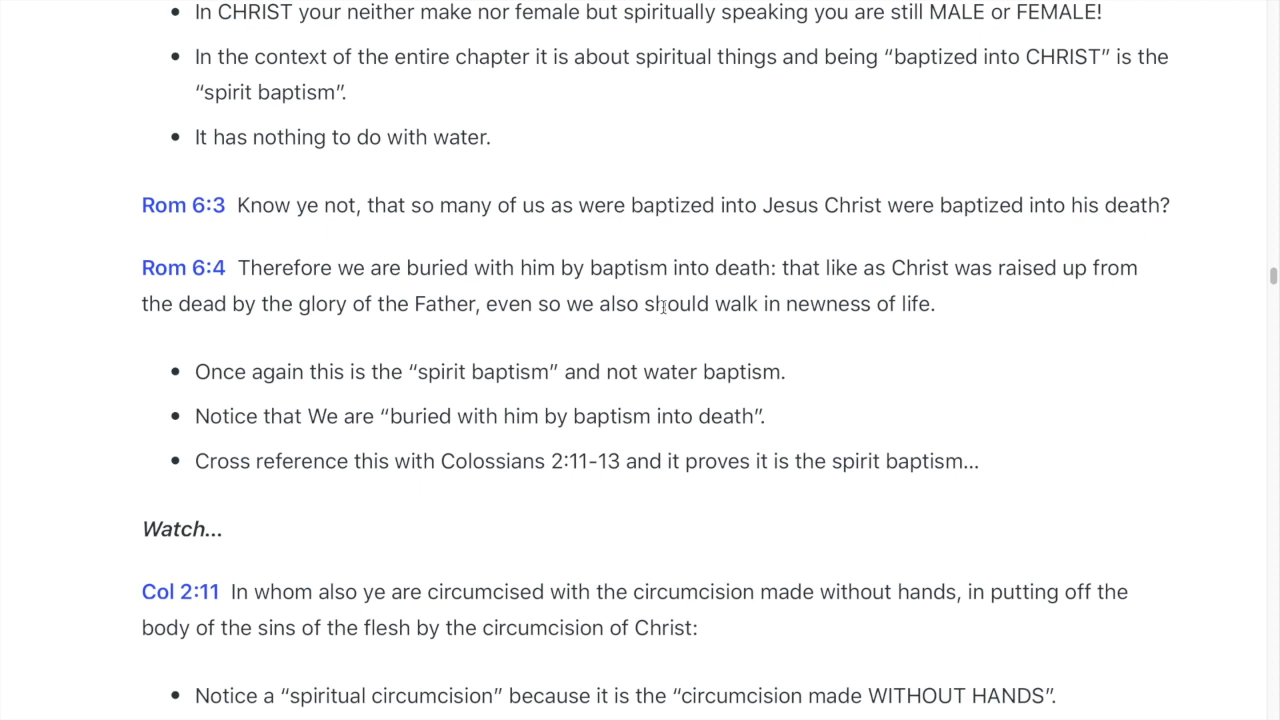 In CHRIST your neither make nor female but spiritually speaking you are still MALE or FEMALE!
In the context of the entire chapter it is about spiritual things and being “baptized into CHRIST” is the
“spirit baptism”.
It has nothing to do with water.
Rom 6:3 Know ye not, that so many of us as were baptized into Jesus Christ were baptized into his death?
Rom 6:4 Therefore we are buried with him by baptism into death: that like as Christ was raised up from
the dead by the glory of the Father, even so we also should walk in newness of life.
Once again this is the “spirit baptism” and not water baptism.
Notice that We are “buried with him by baptism into death”.
Cross reference this with Colossians 2:11-13 and it proves it is the spirit baptism…
Watch…
Col 2:11 In whom also ye are circumcised with the circumcision made without hands, in putting off the
body of the sins of the flesh by the circumcision of Christ:
Notice a “spiritual circumcision” because it is the “circumcision made WITHOUT HANDS”.